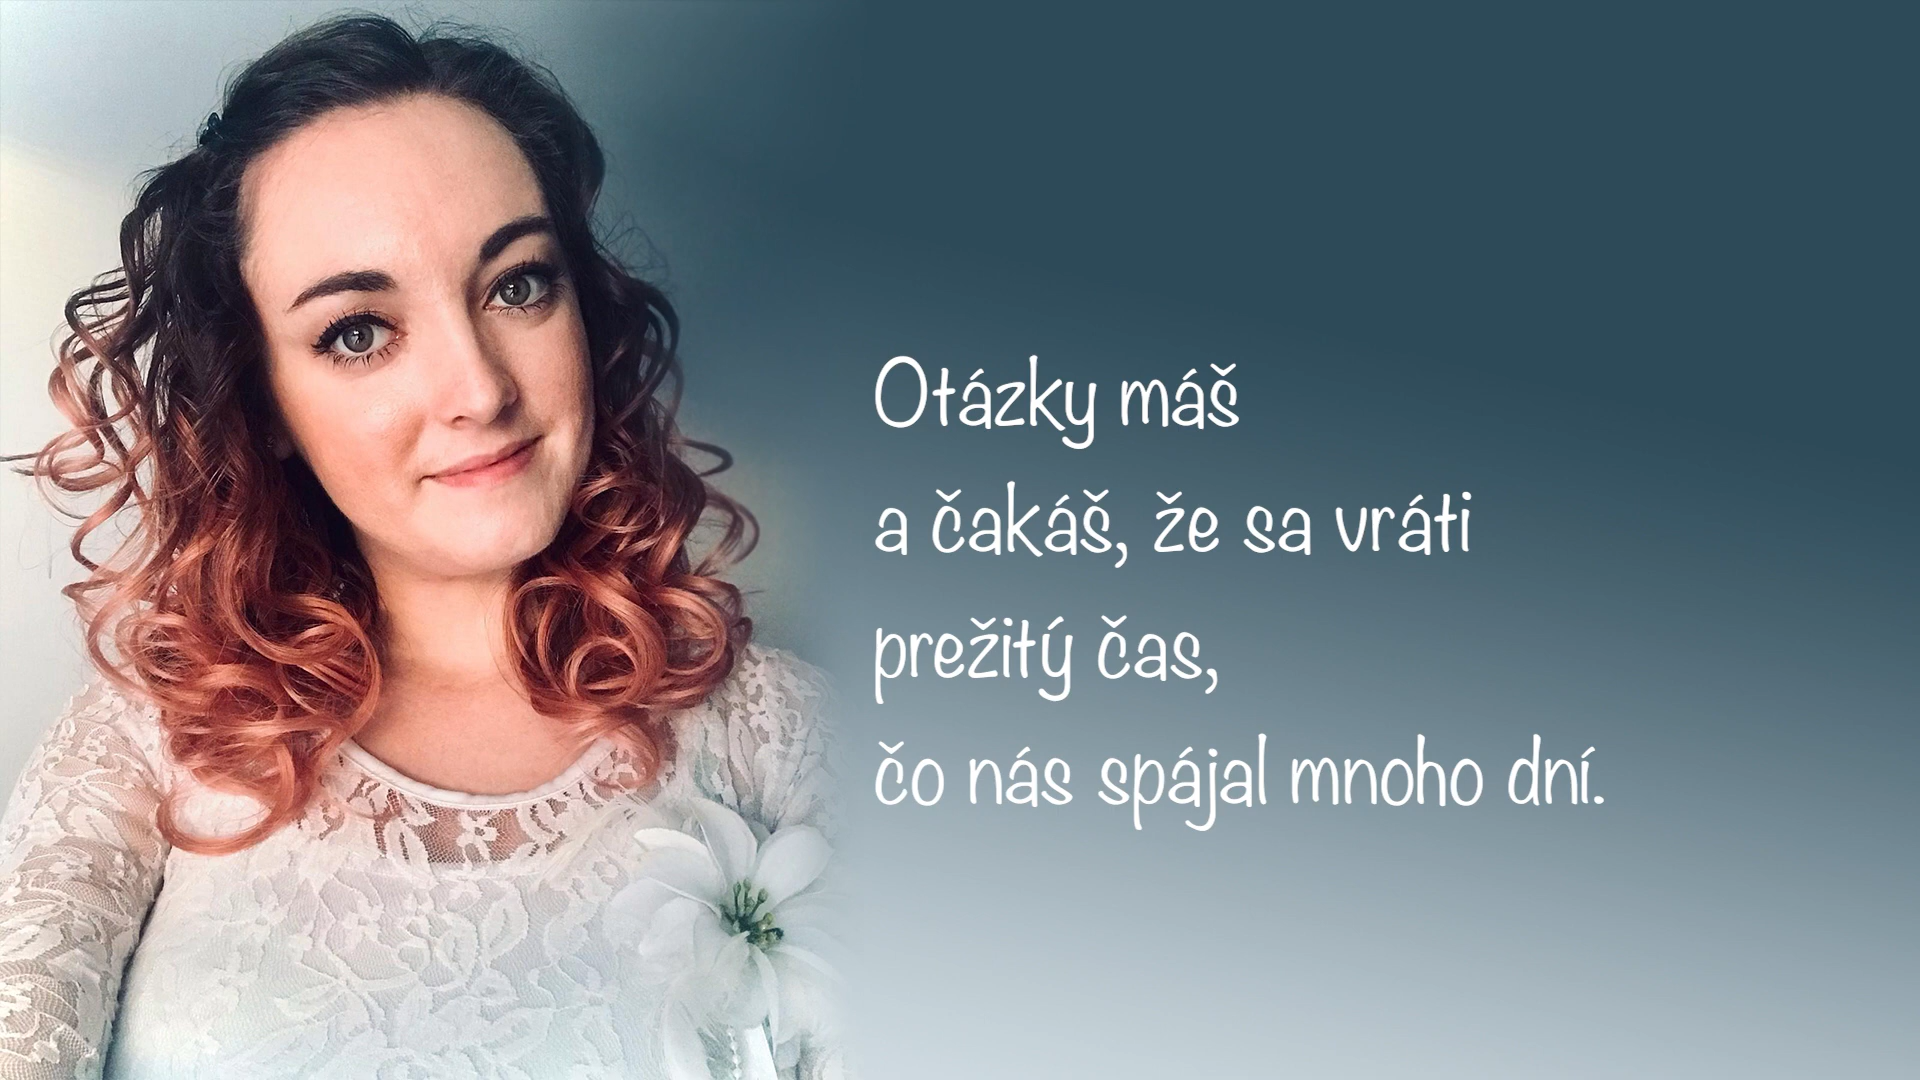 Otázky máš
a čakáš, že sa vráti
prežitý čas,
čo nás spájal mnoho dní.